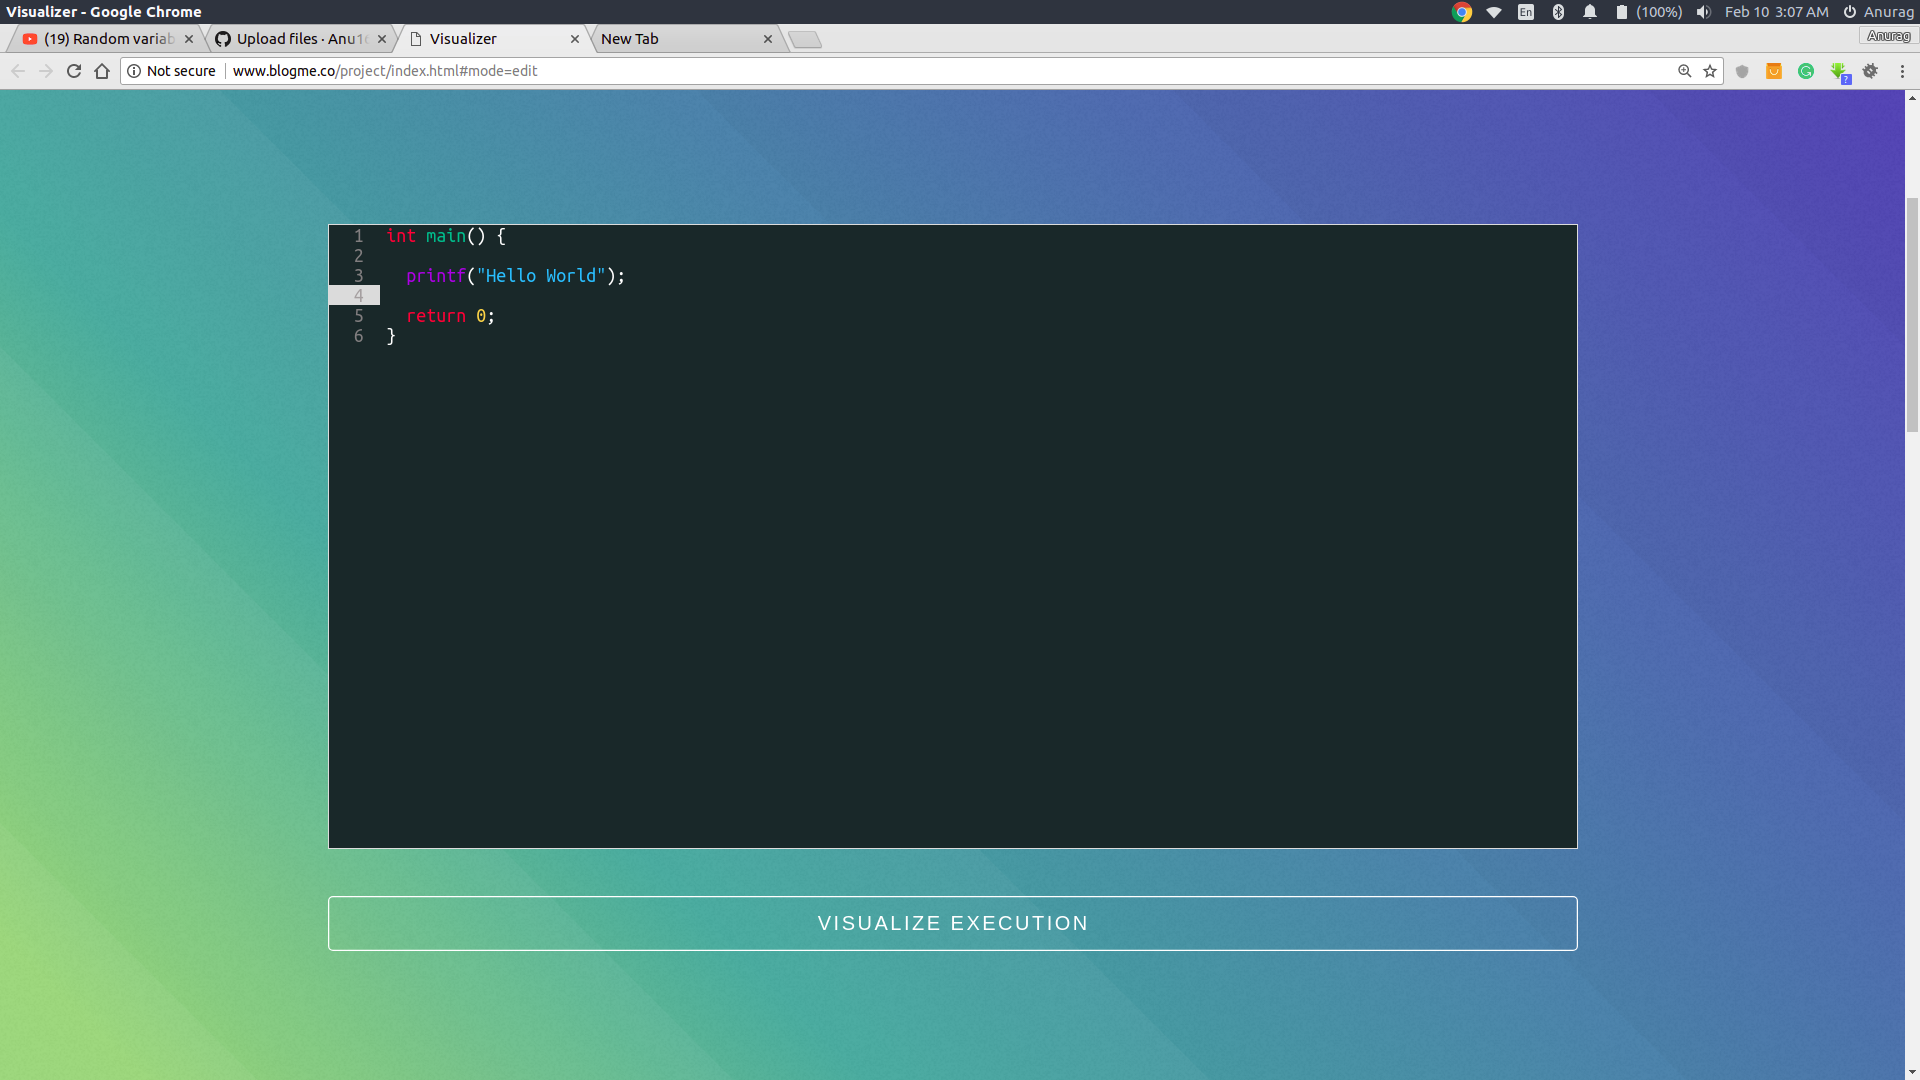 Visualizer - Google Chrome
En
(100%)
Feb 10 3:07 AM
Anurag
(19) Random variab
Upload files · Anu1
Visualizer
New Tab
Anurag
Not secure
www.blogme.co/project/index.html#mode=edit
?
1 int main() {
2
3 printf("Hello World");
4
5 return 0;
6 }
VISUALIZE EXECUTION